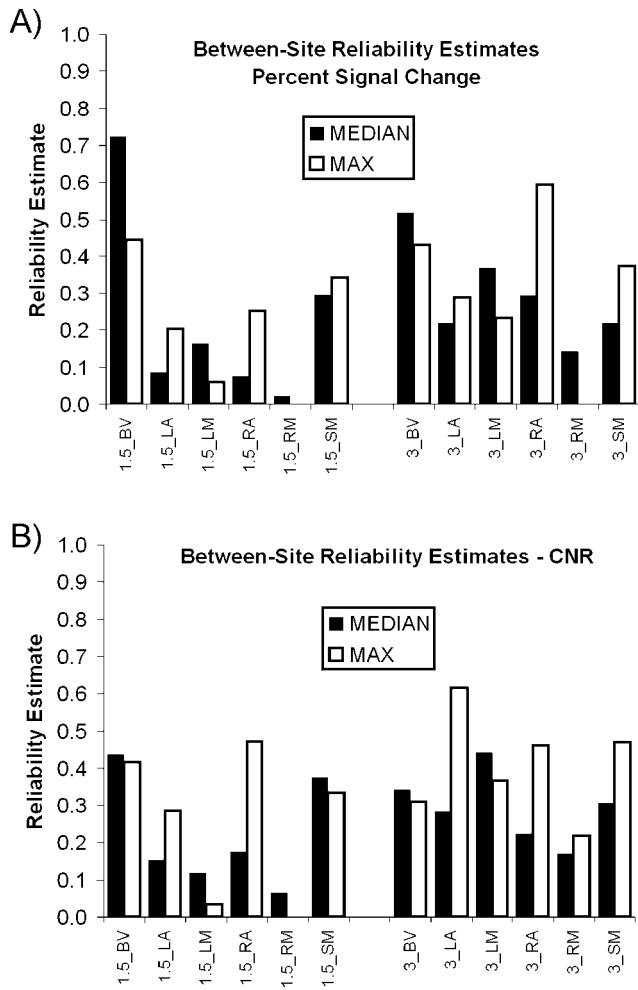 A)
Between-Site Reliability Estimates
Percent Signal Change
MEDIAN
MAX
Reliability Estimate
1.0
0.9
0.8
0.7
0.6
0.5
0.4
0.3
0.2
0.1
0.0
1.5_BV
1.5_LA
1.5_LM
1.5_RA
1.5_RM
1.5_SM
3_BV
3_LA
3_LM
3_RA
3_RM
3_SM
B)
Between-Site Reliability Estimates - CNR
MEDIAN
MAX
Reliability Estimate
1.0
0.9
0.8
0.7
0.6
0.5
0.4
0.3
0.2
0.1
0.0
1.5_BV
1.5_LA
1.5_LM
1.5_RA
1.5_RM
1.5_SM
3_BV
3_LA
3_LM
3_RA
3_RM
3_SM